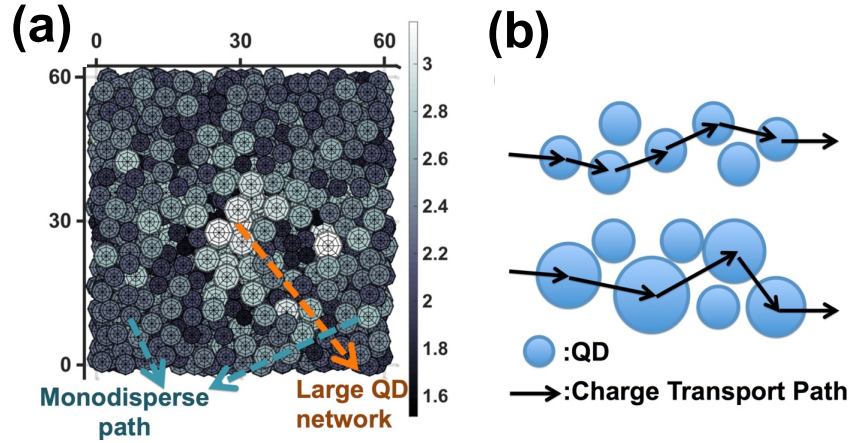 (a)
0 30 60
60
30
0
3
2.8
2.6
2.4
2.2
2
1.8
1.6
Monodisperse
path
Large QD
network
(b)
:QD
:Charge Transport Path